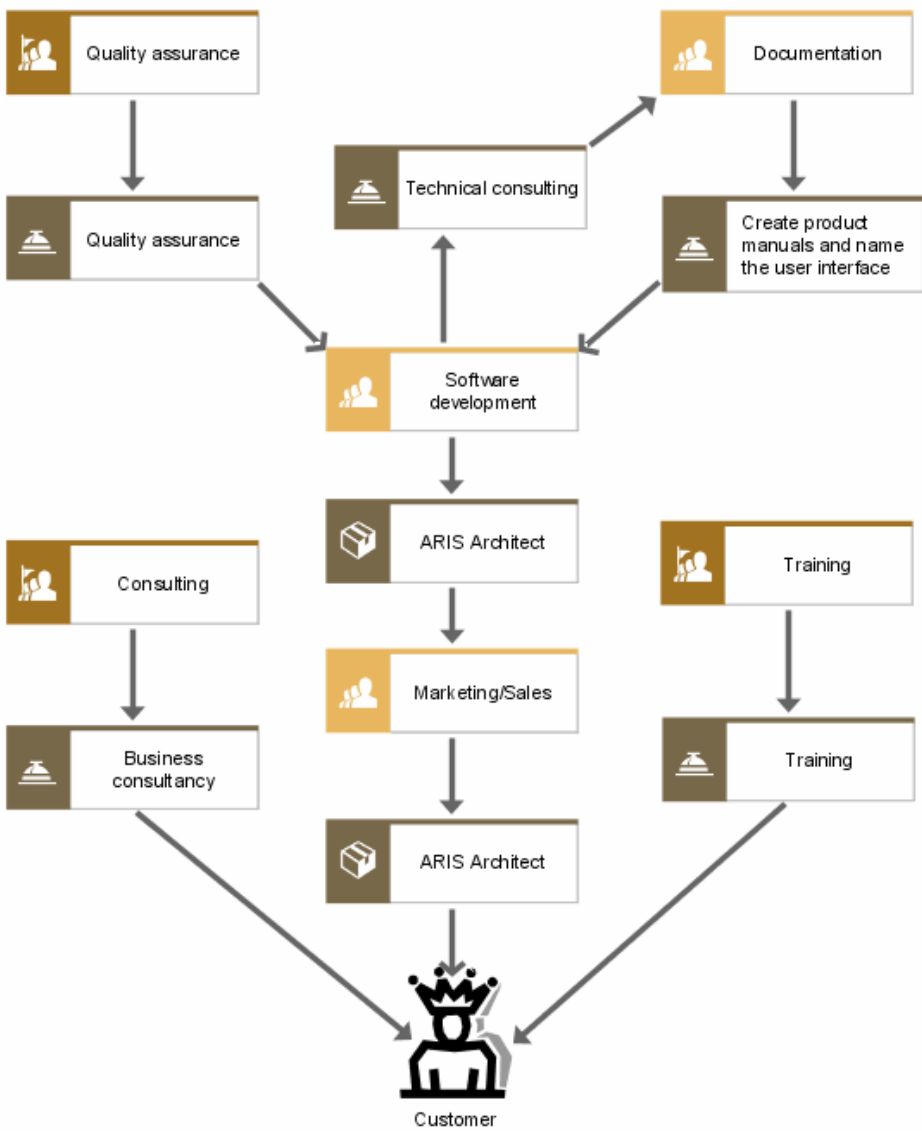 Quality assurance
Documentation
Technical consulting
Quality assurance
Create product
manuals and name
the user interface
Software
development
ARIS Architect
Consulting
Training
Marketing/Sales
Business
consultancy
Training
ARIS Architect
Customer